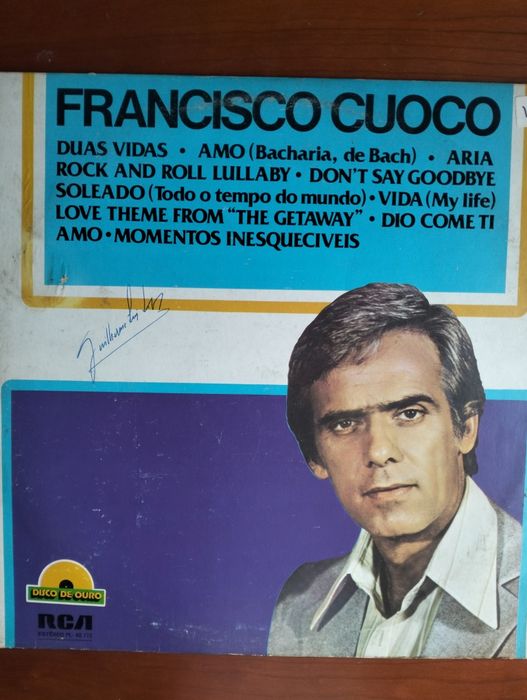 FRANCISCO CUOCO
DUAS VIDAS • AMO (Bacharia, de Bach) • ARIA
ROCK AND ROLL LULLABY • DON'T SAY GOODBYE
SOLEADO (Todo o tempo do mundo) • VIDA (My life)
LOVE THEME FROM "THE GETAWAY" • DIO COME TI
AMO • MOMENTOS INESQUECIVEIS
DISCO DE OURO
RCA